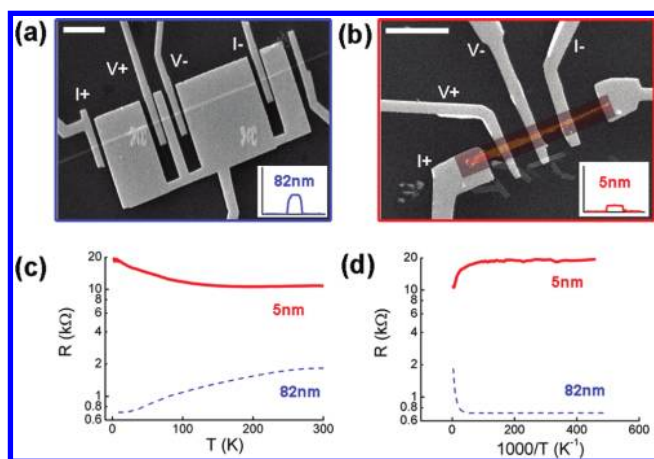 (a)
I+
V+
V-
I-
82nm
(b)
V-
I-
V+
I+
5nm
(c)
R (kΩ)
20
10
8
6
4
2
1
0.8
0.6
5nm
82nm
0
100
200
300
T (K)
(d)
R (kΩ)
20
10
8
6
4
2
1
0.8
0.6
5nm
82nm
0
200
400
600
1000/T (K⁻¹)